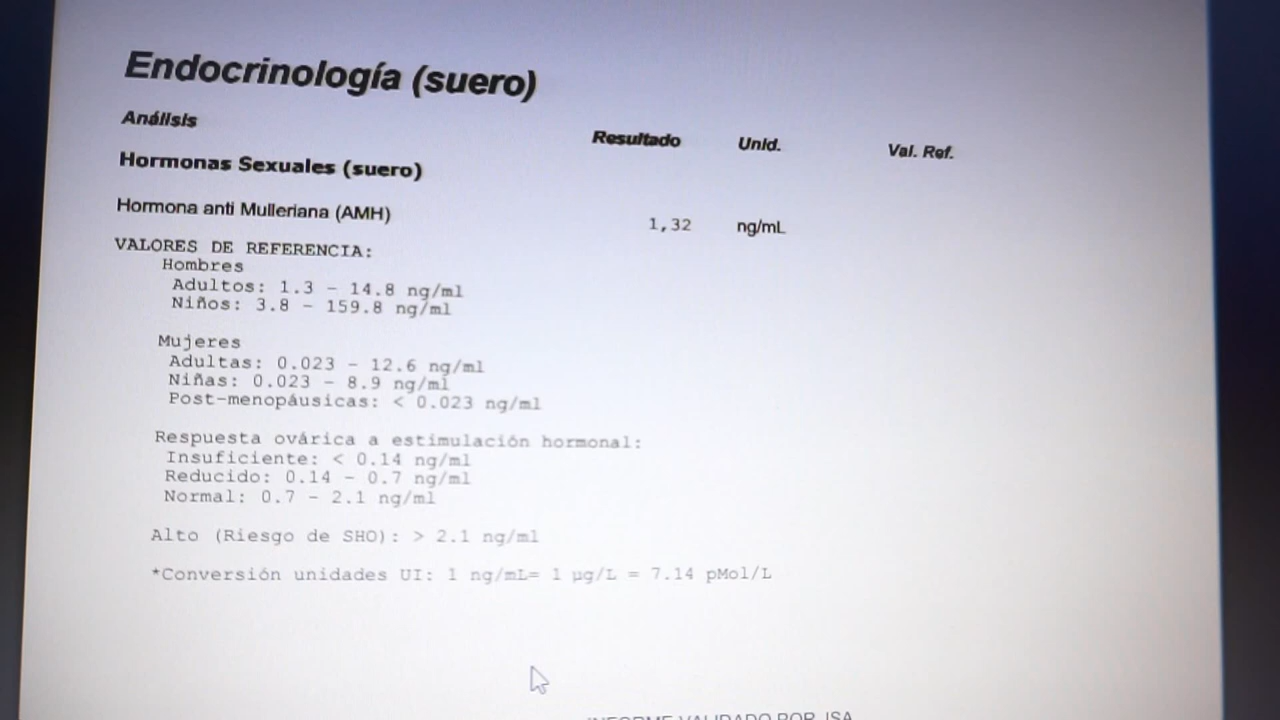 Endocrinología (suero)
Análisis Resultado Unid. Val. Ref.
Hormonas Sexuales (suero)
Hormona anti Mulleriana (AMH) 1,32 ng/mL
VALORES DE REFERENCIA:
Hombres
Adultos: 1.3 - 14.8 ng/ml
Niños: 3.8 - 159.8 ng/ml
Mujeres
Adultas: 0.023 - 12.6 ng/ml
Niñas: 0.023 - 8.9 ng/ml
Post-menopáusicas: < 0.023 ng/ml
Respuesta ovárica a estimulación hormonal:
Insuficiente: < 0.14 ng/ml
Reducido: 0.14 - 0.7 ng/ml
Normal: 0.7 - 2.1 ng/ml
Alto (Riesgo de SHO): > 2.1 ng/ml
*Conversión unidades UI: 1 ng/mL= 1 µg/L = 7.14 pMol/L
INFORME VALIDADO POR ISA